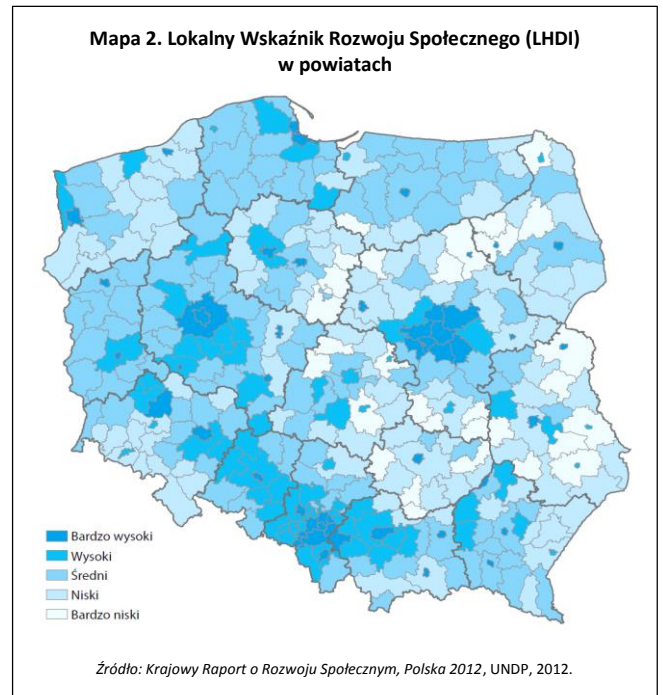 Mapa 2. Lokalny Wskaźnik Rozwoju Społecznego (LHDI)
w powiatach
Bardzo wysoki
Wysoki
Średni
Niski
Bardzo niski
Źródło: Krajowy Raport o Rozwoju Społecznym, Polska 2012, UNDP, 2012.